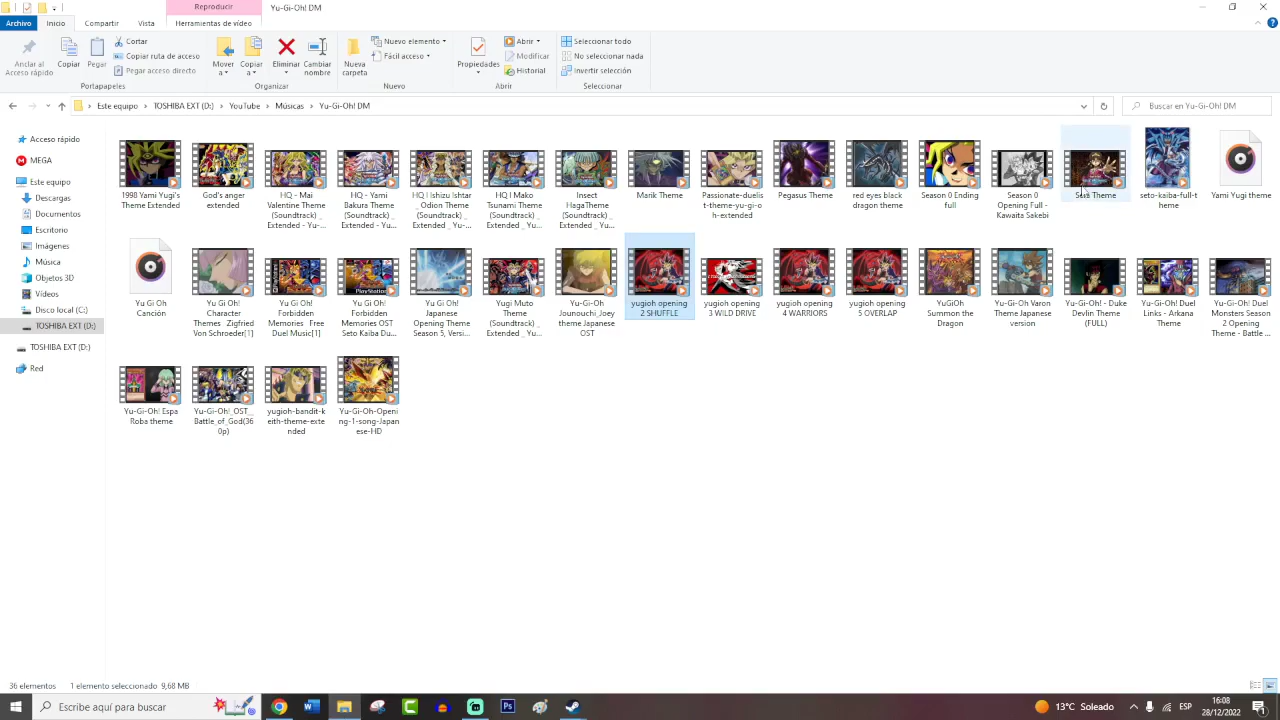 Reproducir
Yu-Gi-Oh! DM
Archivo
Inicio
Compartir
Vista
Herramientas de vídeo
Anclar al
Acceso rápido
Copiar
Pegar
Cortar
Copiar ruta de acceso
Pegar acceso directo
Portapapeles
Mover
a
Copiar
a
Eliminar
Cambiar
nombre
Organizar
Nueva
carpeta
Nuevo elemento
Fácil acceso
Nuevo
Propiedades
Abrir
Modificar
Historial
Abrir
Seleccionar todo
No seleccionar nada
Invertir selección
Seleccionar
Este equipo
TOSHIBA EXT (D:)
YouTube
Músicas
Yu-Gi-Oh! DM
Buscar en Yu-Gi-Oh! DM
Acceso rápido
MEGA
Este equipo
Descargas
Documentos
Escritorio
Imágenes
Música
Objetos 3D
Vídeos
Disco local (C:)
TOSHIBA EXT (D:)
TOSHIBA EXT (D:)
Red
1998 Yami Yugi's
Theme Extended
God's anger
extended
HQ - Mai
Valentine Theme
(Soundtrack) _
Extended - Yu-...
HQ - Yami
Bakura Theme
(Soundtrack) _
Extended - Yu-...
HQ I Ishizu Ishtar
_ Odion Theme
(Soundtrack) _
Extended _ Yu-...
HQ I Mako
Tsunami Theme
(Soundtrack) _
Extended _ Yu-...
Insect
HagaTheme
(Soundtrack) _
Extended _ Yu-...
Marik Theme
Passionate-duelis
t-theme-yu-gi-o
h-extended
Pegasus Theme
red eyes black
dragon theme
Season 0 Ending
full
Season 0
Opening Full -
Kawaita Sakebi
Sera Theme
seto-kaiba-full-t
heme
Yami Yugi theme
Yu Gi Oh
Canción
Yu Gi Oh!
Character
Themes Zigfried
Von Schroeder[1]
Yu Gi Oh!
Forbidden
Memories Free
Duel Music[1]
Yu Gi Oh!
Forbidden
Memories OST
Seto Kaiba Du...
Yu Gi Oh!
Japanese
Opening Theme
Season 5, Versi...
Yugi Muto
Theme
(Soundtrack) _
Extended _ Yu...
Yu-Gi-Oh
Jounouchi_Joey
theme Japanese
OST
yugioh opening
2 SHUFFLE
yugioh opening
3 WILD DRIVE
yugioh opening
4 WARRIORS
yugioh opening
5 OVERLAP
YuGiOh
Summon the
Dragon
Yu-Gi-Oh Varon
Theme Japanese
version
Yu-Gi-Oh! - Duke
Devlin Theme
(FULL)
Yu-Gi-Oh! Duel
Links - Arkana
Theme
Yu-Gi-Oh! Duel
Monsters Season
2 Opening
Theme - Battle ...
Yu-Gi-Oh! Espa
Roba theme
Yu-Gi-Oh!_OST_
Battle_of_God(36
0p)
yugioh-bandit-k
eith-theme-exte
nded
Yu-Gi-Oh-Openi
ng-1-song-Japan
ese-HD
36 elementos
1 elemento seleccionado 9,68 MB
Escribe aquí para buscar
13°C Soleado
ESP
16:08
28/12/2022